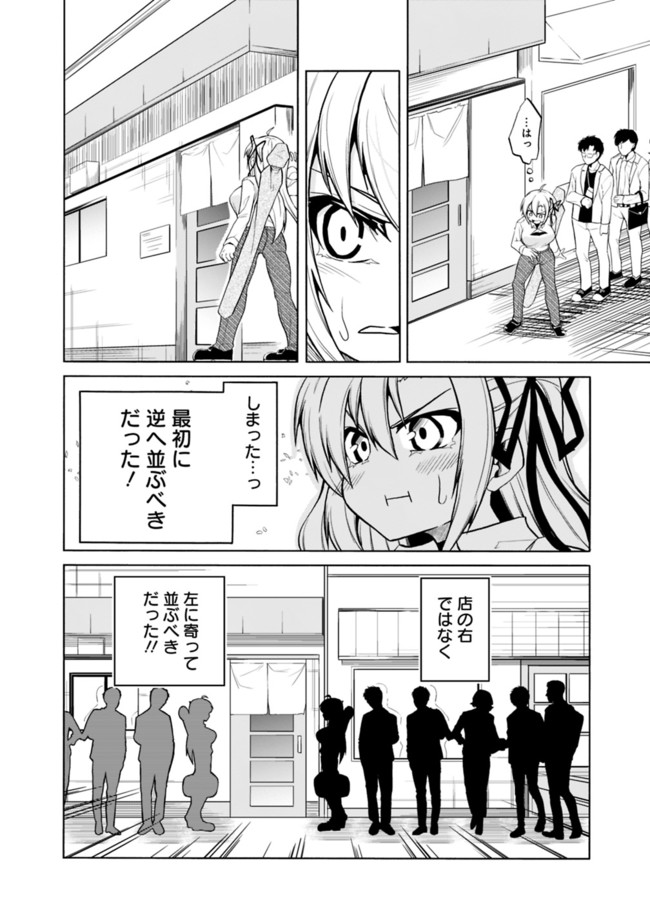 …はっ
しまった…っ
最初に
逆へ並ぶべき
だった!
店の右
ではなく
左に寄って
並ぶべき
だった!!